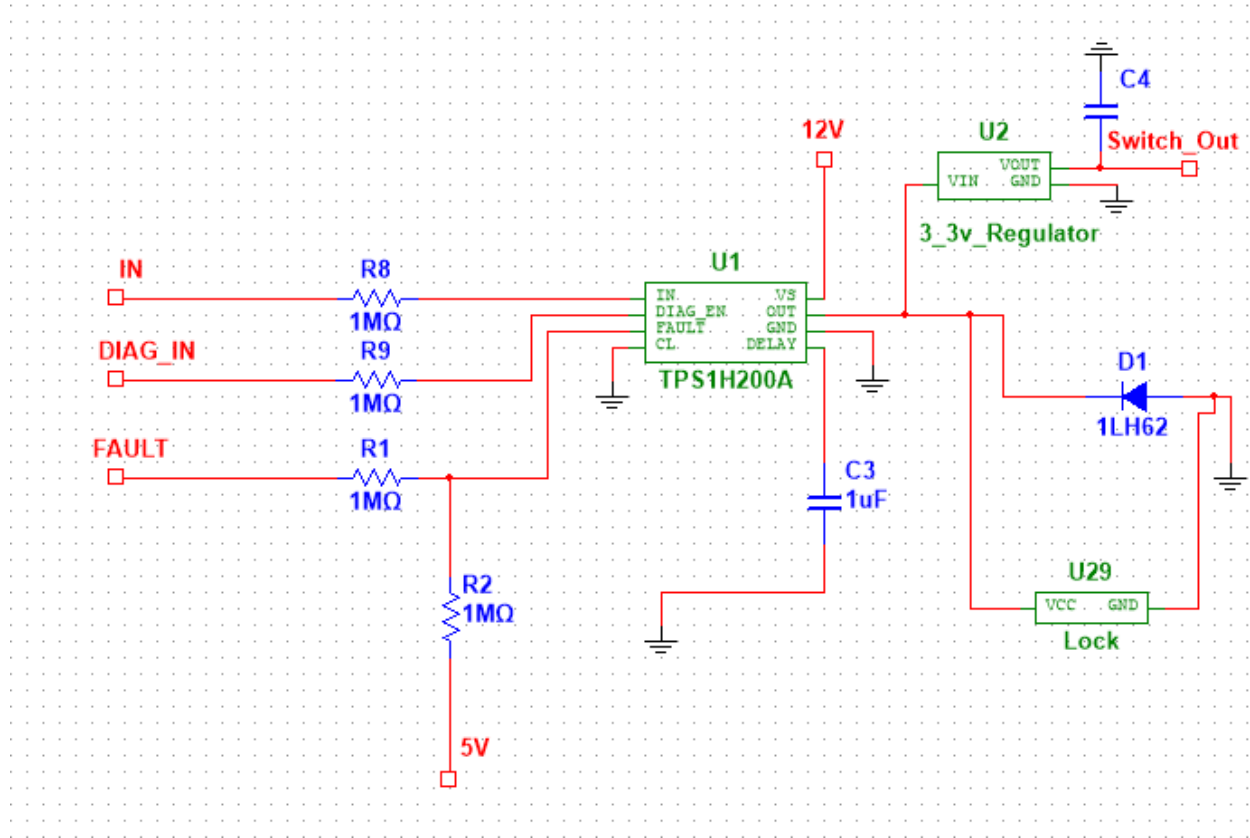 C4
12V
U2
Switch_Out
VOUT
VIN GND
3_3v_Regulator
IN
R8
1MΩ
U1
IN VS
DIAG_EN OUT
FAULT GND
CL DELAY
TPS1H200A
DIAG_IN
R9
1MΩ
D1
1LH62
FAULT
R1
1MΩ
C3
1uF
R2
1MΩ
U29
VCC GND
Lock
5V